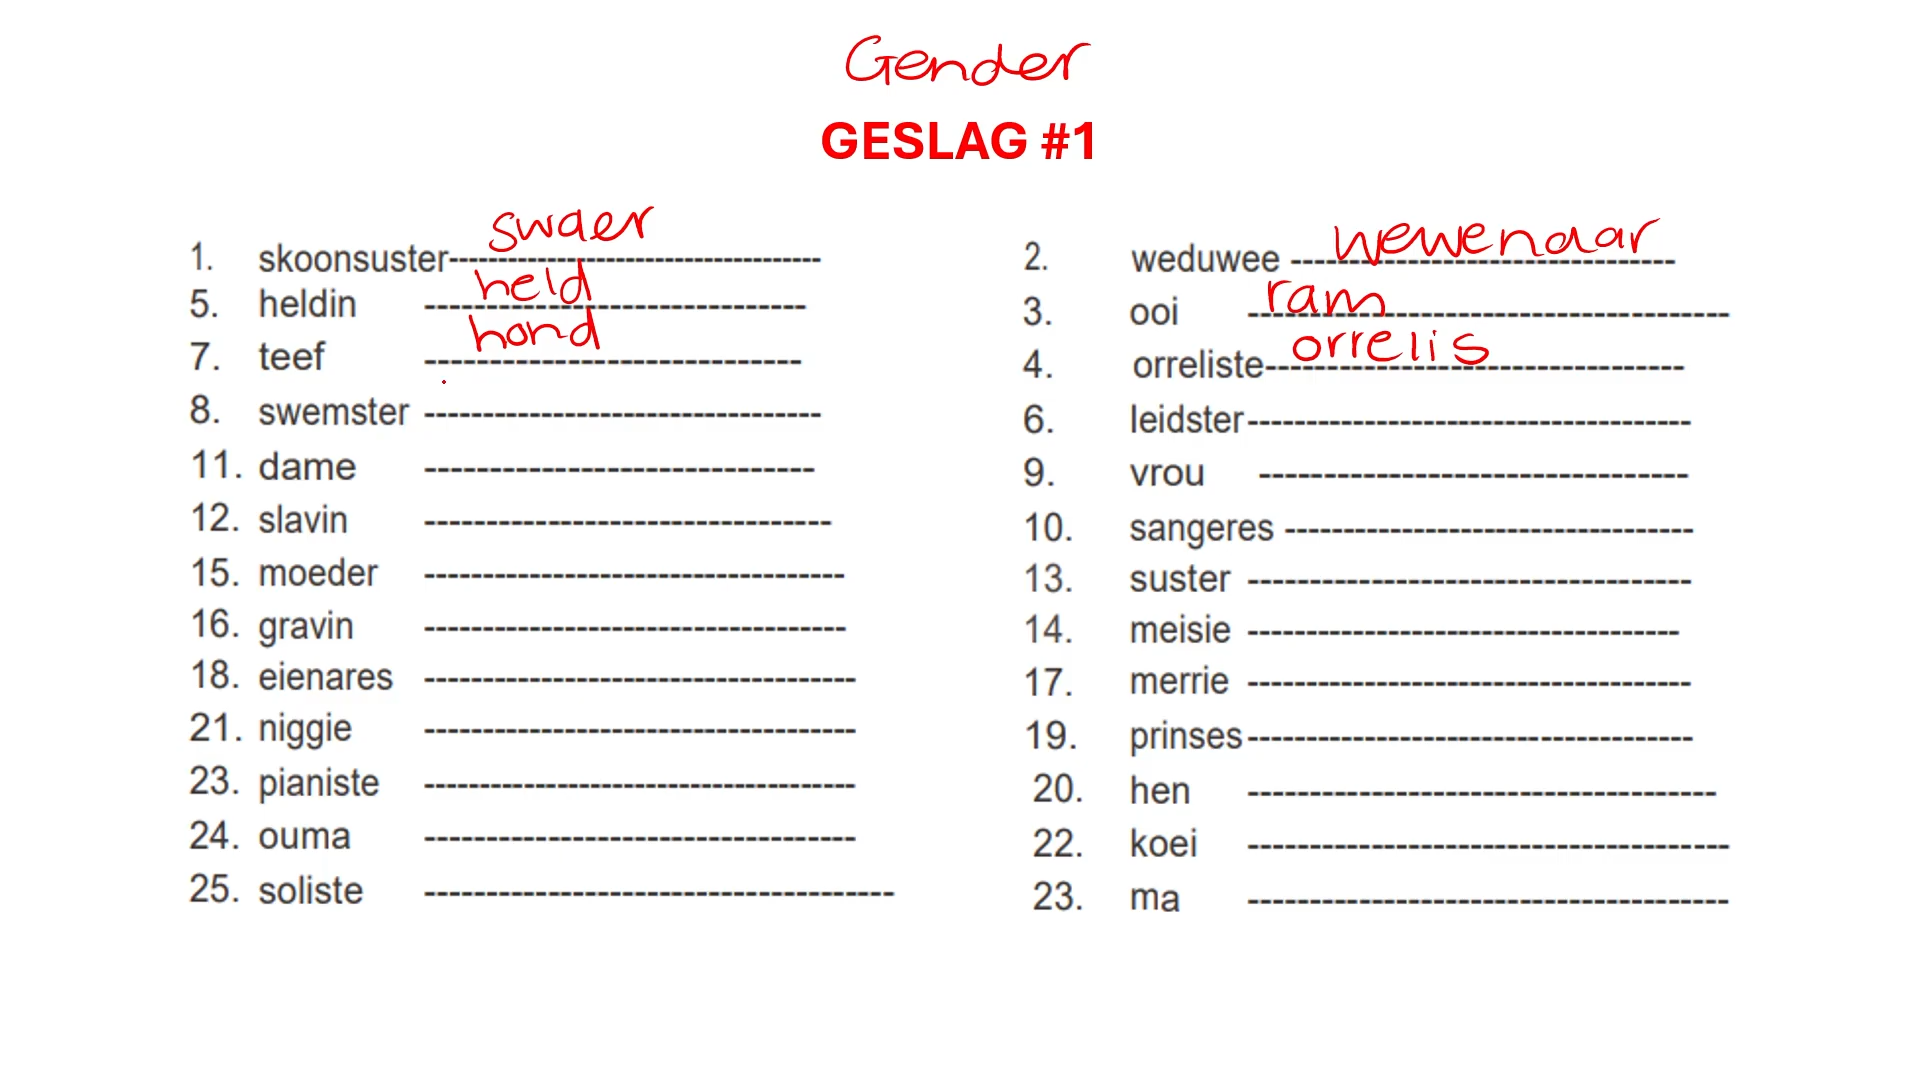 Gender
GESLAG #1
swaer
1. skoonsuster------------------------------------
held
5. heldin ------------------------------------
hond
7. teef ------------------------------------
8. swemster ------------------------------------
11. dame ------------------------------------
12. slavin ------------------------------------
15. moeder ------------------------------------
16. gravin ------------------------------------
18. eienares ------------------------------------
21. niggie ------------------------------------
23. pianiste ------------------------------------
24. ouma ------------------------------------
25. soliste ------------------------------------
wewenaar
2. weduwee ------------------------------------
ram
3. ooi ------------------------------------
orrelis
4. orreliste------------------------------------
6. leidster------------------------------------
9. vrou ------------------------------------
10. sangeres ------------------------------------
13. suster ------------------------------------
14. meisie ------------------------------------
17. merrie ------------------------------------
19. prinses------------------------------------
20. hen ------------------------------------
22. koei ------------------------------------
23. ma ------------------------------------